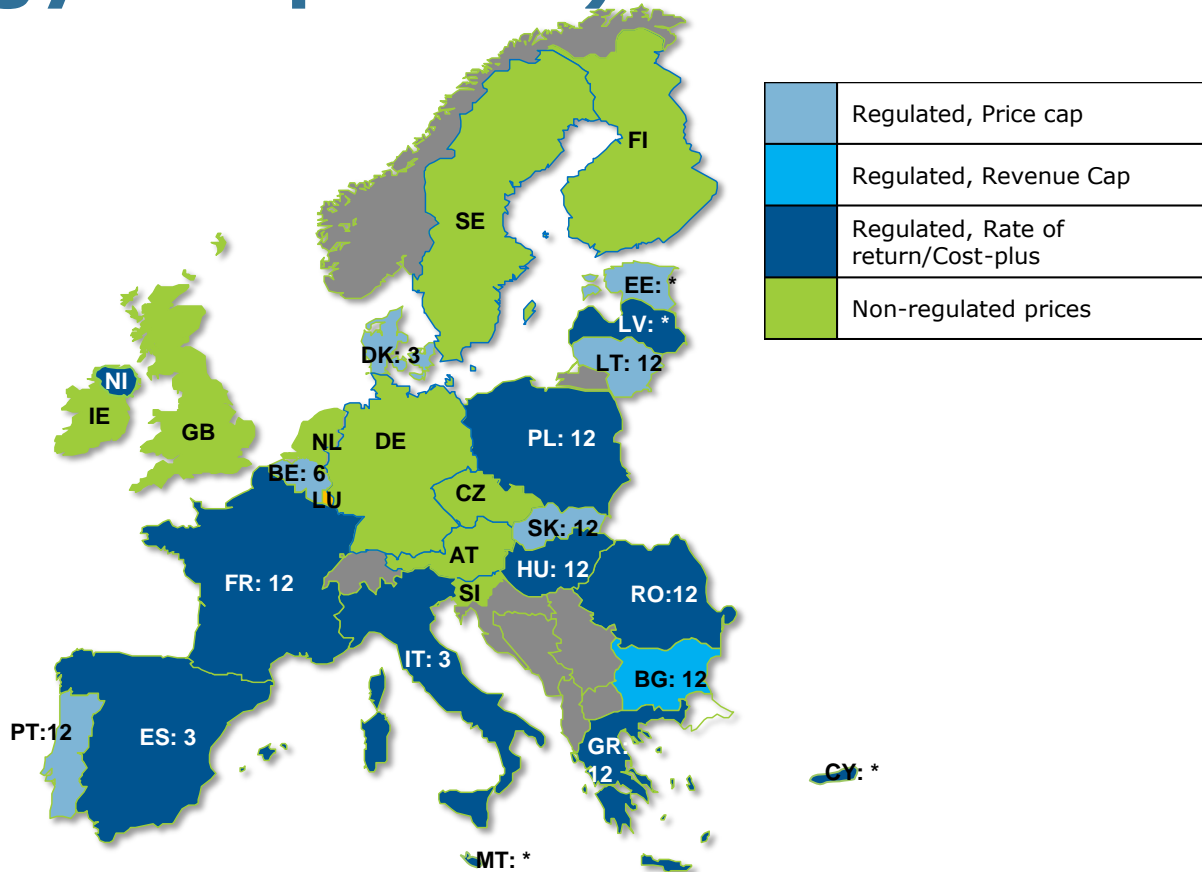 Regulated, Price cap
Regulated, Revenue Cap
Regulated, Rate of
return/Cost-plus
Non-regulated prices
FI
SE
EE: *
LV: *
DK: 3
LT: 12
NI
IE
GB
NL
DE
PL: 12
BE: 6
LU
CZ
SK: 12
AT
HU: 12
FR: 12
SI
RO:12
IT: 3
BG: 12
PT:12
ES: 3
GR:
12
CY: *
MT: *